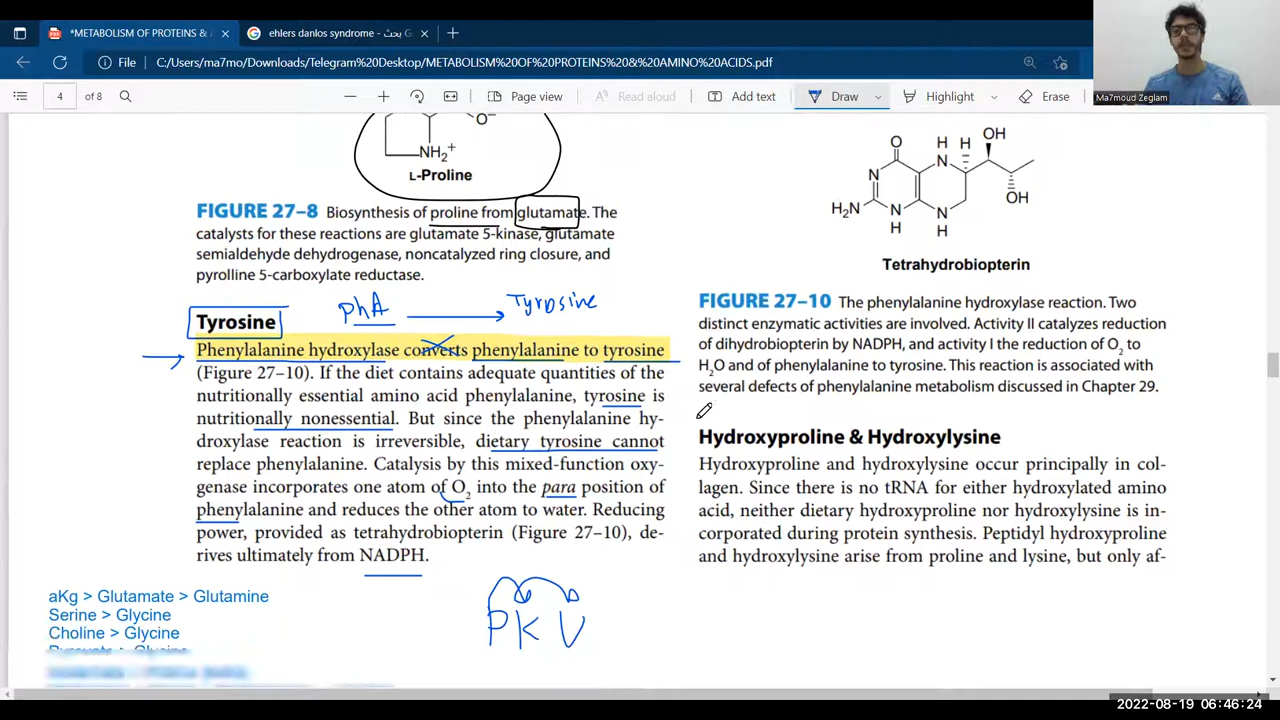 *METABOLISM OF PROTEINS & A
ehlers danlos syndrome - بحث G
File
C:/Users/ma7mo/Downloads/Telegram%20Desktop/METABOLISM%20OF%20PROTEINS%20&%20AMINO%20ACIDS.pdf
Ma7moud Zeglam
4 of 8
Page view
Read aloud
Add text
Draw
Highlight
Erase
O⁻
NH₂⁺
L-Proline
FIGURE 27–8 Biosynthesis of proline from glutamate. The
catalysts for these reactions are glutamate 5-kinase, glutamate
semialdehyde dehydrogenase, noncatalyzed ring closure, and
pyrolline 5-carboxylate reductase.
phA Tyrosine
Tyrosine
Phenylalanine hydroxylase converts phenylalanine to tyrosine
(Figure 27–10). If the diet contains adequate quantities of the
nutritionally essential amino acid phenylalanine, tyrosine is
nutritionally nonessential. But since the phenylalanine hy-
droxylase reaction is irreversible, dietary tyrosine cannot
replace phenylalanine. Catalysis by this mixed-function oxy-
genase incorporates one atom of O₂ into the para position of
phenylalanine and reduces the other atom to water. Reducing
power, provided as tetrahydrobiopterin (Figure 27–10), de-
rives ultimately from NADPH.
aKg > Glutamate > Glutamine
Serine > Glycine
Choline > Glycine
P K U
O H H OH
N N
OH
H₂N N N
H H
Tetrahydrobiopterin
FIGURE 27–10 The phenylalanine hydroxylase reaction. Two
distinct enzymatic activities are involved. Activity II catalyzes reduction
of dihydrobiopterin by NADPH, and activity I the reduction of O₂ to
H₂O and of phenylalanine to tyrosine. This reaction is associated with
several defects of phenylalanine metabolism discussed in Chapter 29.
Hydroxyproline & Hydroxylysine
Hydroxyproline and hydroxylysine occur principally in col-
lagen. Since there is no tRNA for either hydroxylated amino
acid, neither dietary hydroxyproline nor hydroxylysine is in-
corporated during protein synthesis. Peptidyl hydroxyproline
and hydroxylysine arise from proline and lysine, but only af-
2022-08-19 06:46:24